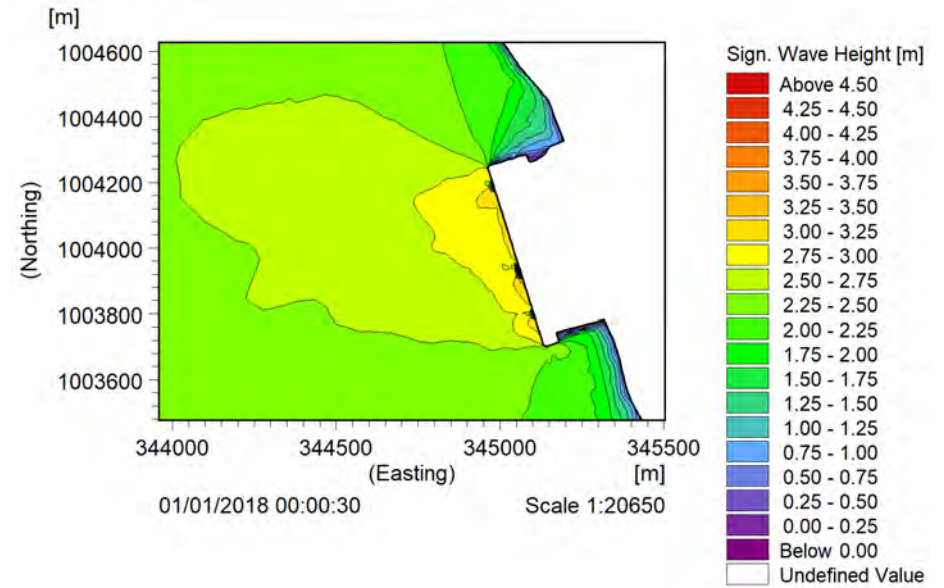 [m]
1004600
1004400
1004200
1004000
1003800
1003600
(Northing)
344000 344500 345000 345500
(Easting) [m]
01/01/2018 00:00:30 Scale 1:20650
Sign. Wave Height [m]
Above 4.50
4.25 - 4.50
4.00 - 4.25
3.75 - 4.00
3.50 - 3.75
3.25 - 3.50
3.00 - 3.25
2.75 - 3.00
2.50 - 2.75
2.25 - 2.50
2.00 - 2.25
1.75 - 2.00
1.50 - 1.75
1.25 - 1.50
1.00 - 1.25
0.75 - 1.00
0.50 - 0.75
0.25 - 0.50
0.00 - 0.25
Below 0.00
Undefined Value